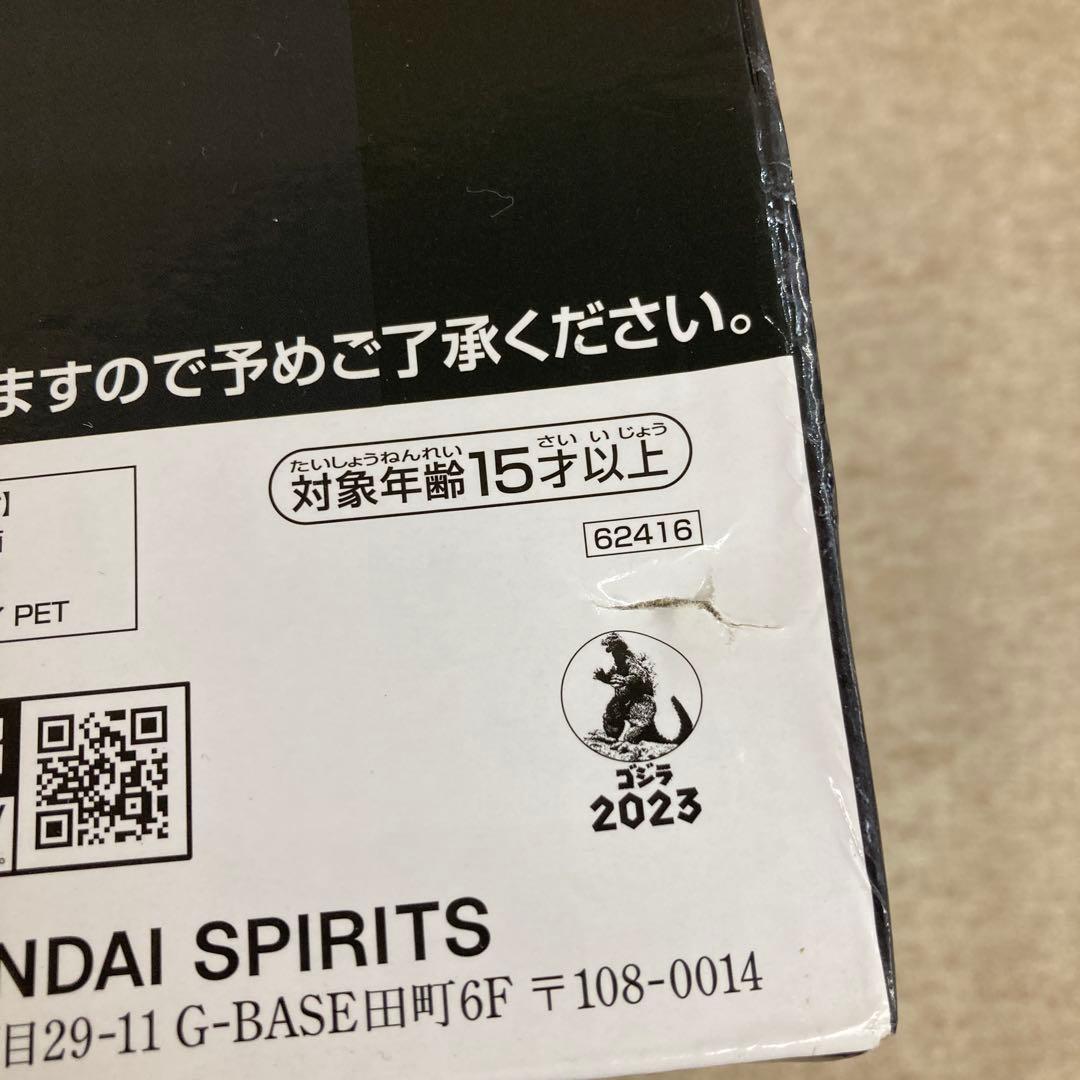 ますので予めご了承ください。
たいしょうねんれい さい い じょう
対象年齢15才以上
62416
PET
ゴジラ
2023
NDAI SPIRITS
目29-11 G-BASE田町6F 〒108-0014